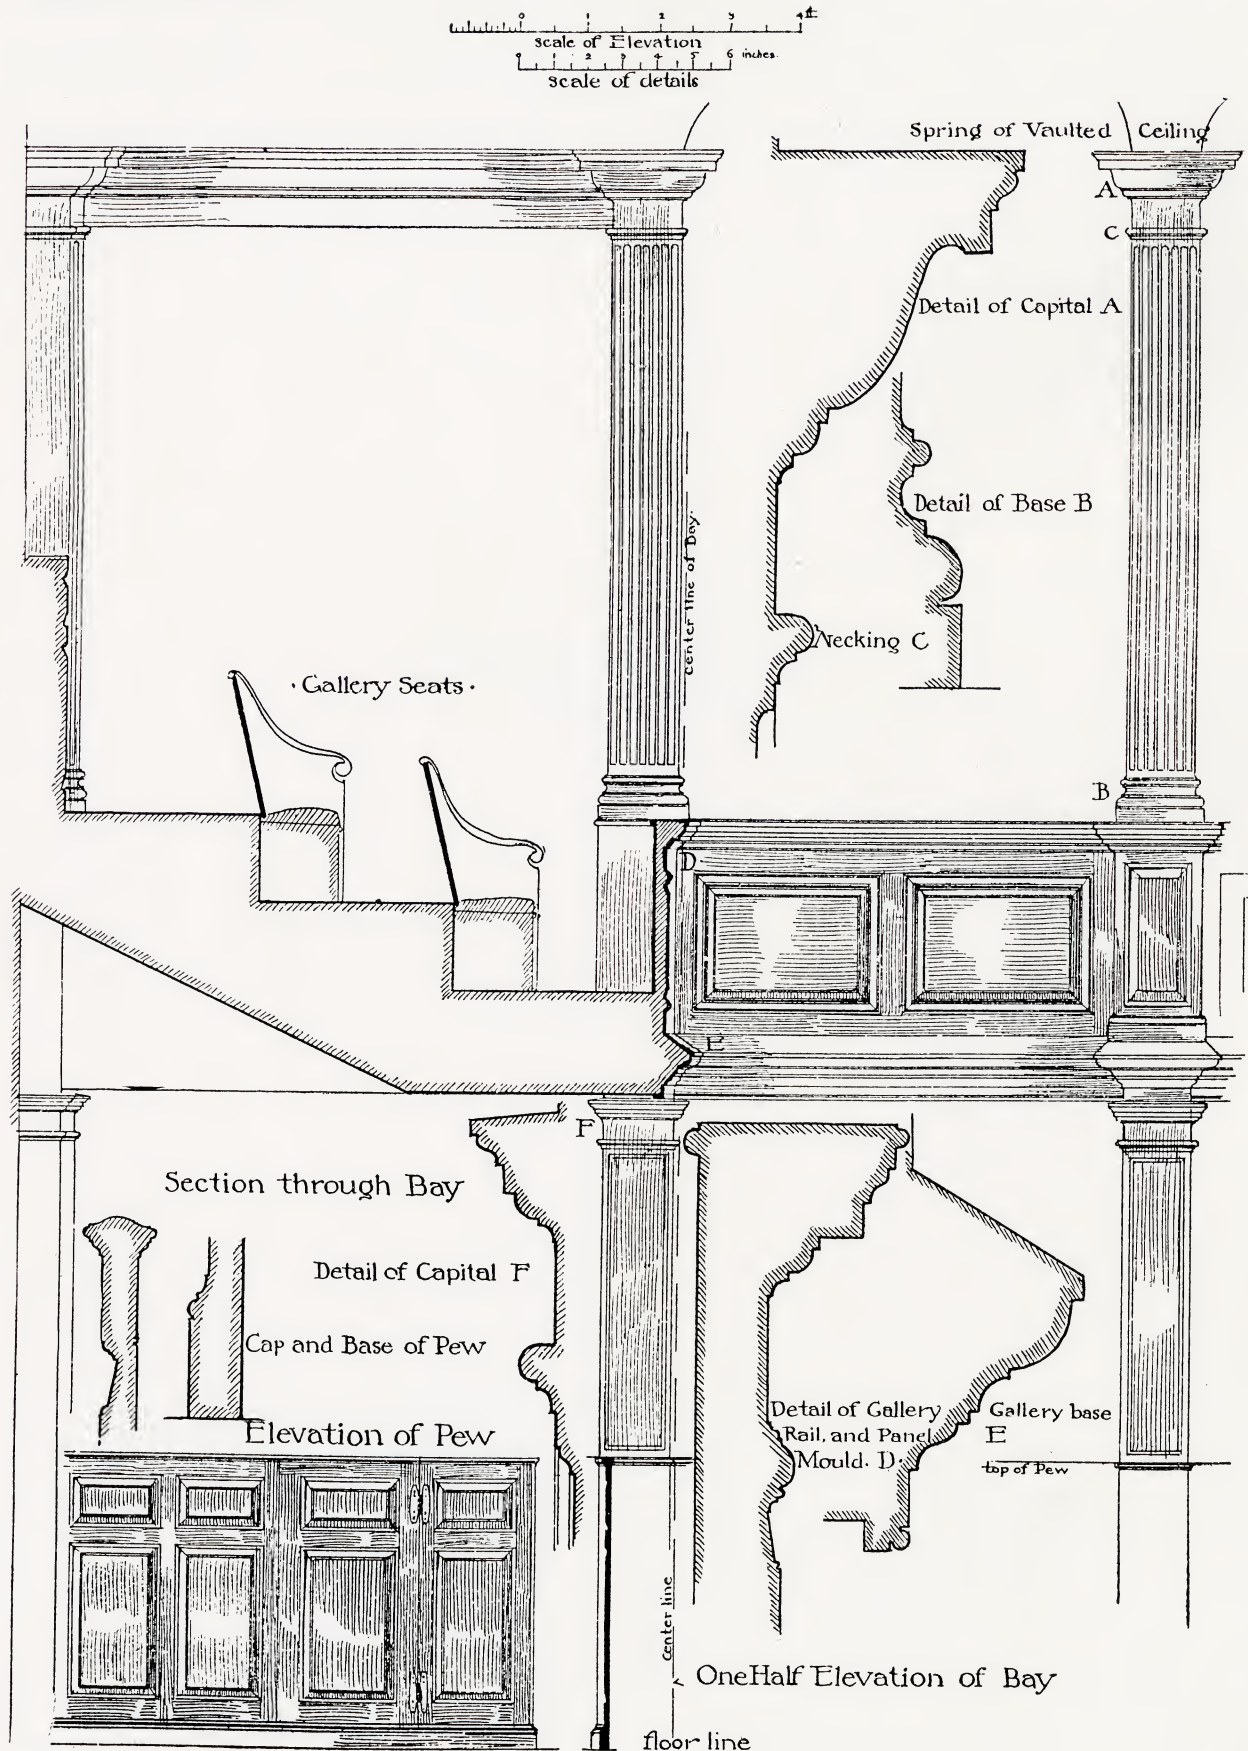 0 1 2 3 4 ft
scale of Elevation
0 1 2 3 4 5 6 inches.
scale of details
Spring of Vaulted Ceiling
A
C
Detail of Capital A
Detail of Base B
center line of Bay.
Necking C
· Gallery Seats ·
B
D
E
F
Section through Bay
Detail of Capital F
Cap and Base of Pew
Detail of Gallery
Rail, and Panel
Mould. D.
Gallery base
E
top of Pew
Elevation of Pew
center line
One Half Elevation of Bay
floor line